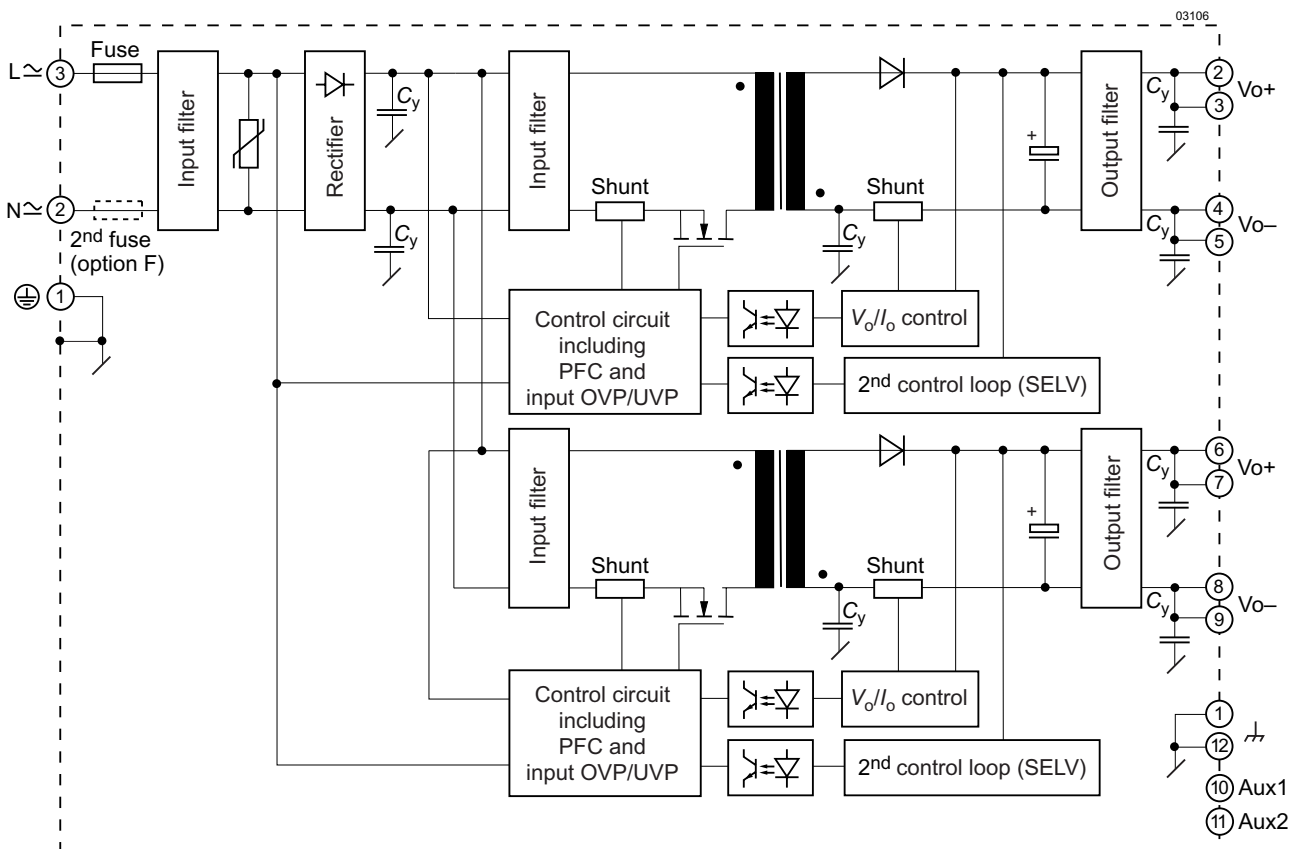 03106
Fuse
L≃ 3
Input filter
Rectifier
Cy
Input filter
Output filter
Cy
2
3
Vo+
Shunt
Shunt
+
N≃ 2
2nd fuse
(option F)
Cy
Cy
Cy
4
5
Vo–
1
Control circuit
including
PFC and
input OVP/UVP
Vo/Io control
2nd control loop (SELV)
Input filter
Output filter
Cy
6
7
Vo+
Shunt
Shunt
+
Cy
Cy
8
9
Vo–
Control circuit
including
PFC and
input OVP/UVP
Vo/Io control
2nd control loop (SELV)
1
12
10 Aux1
11 Aux2